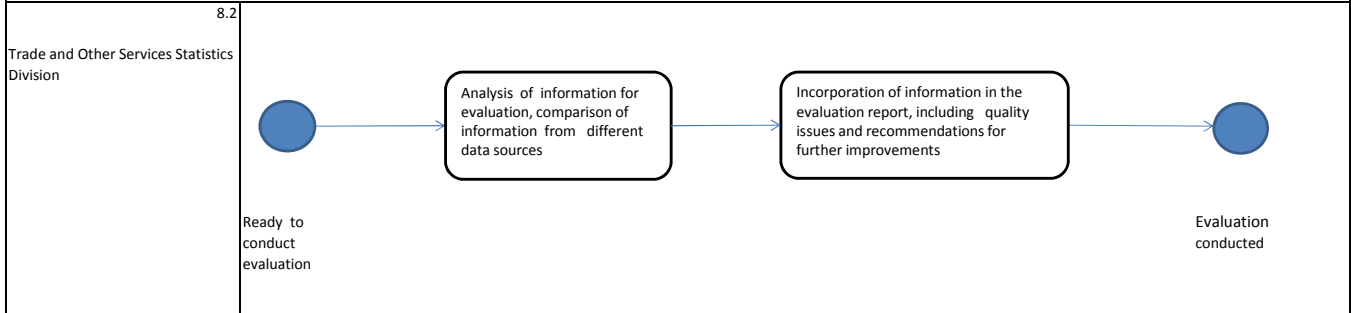 8.2
Trade and Other Services Statistics
Division
Analysis of information for
evaluation, comparison of
information from different
data sources
Incorporation of information in the
evaluation report, including quality
issues and recommendations for
further improvements
Ready to
conduct
evaluation
Evaluation
conducted